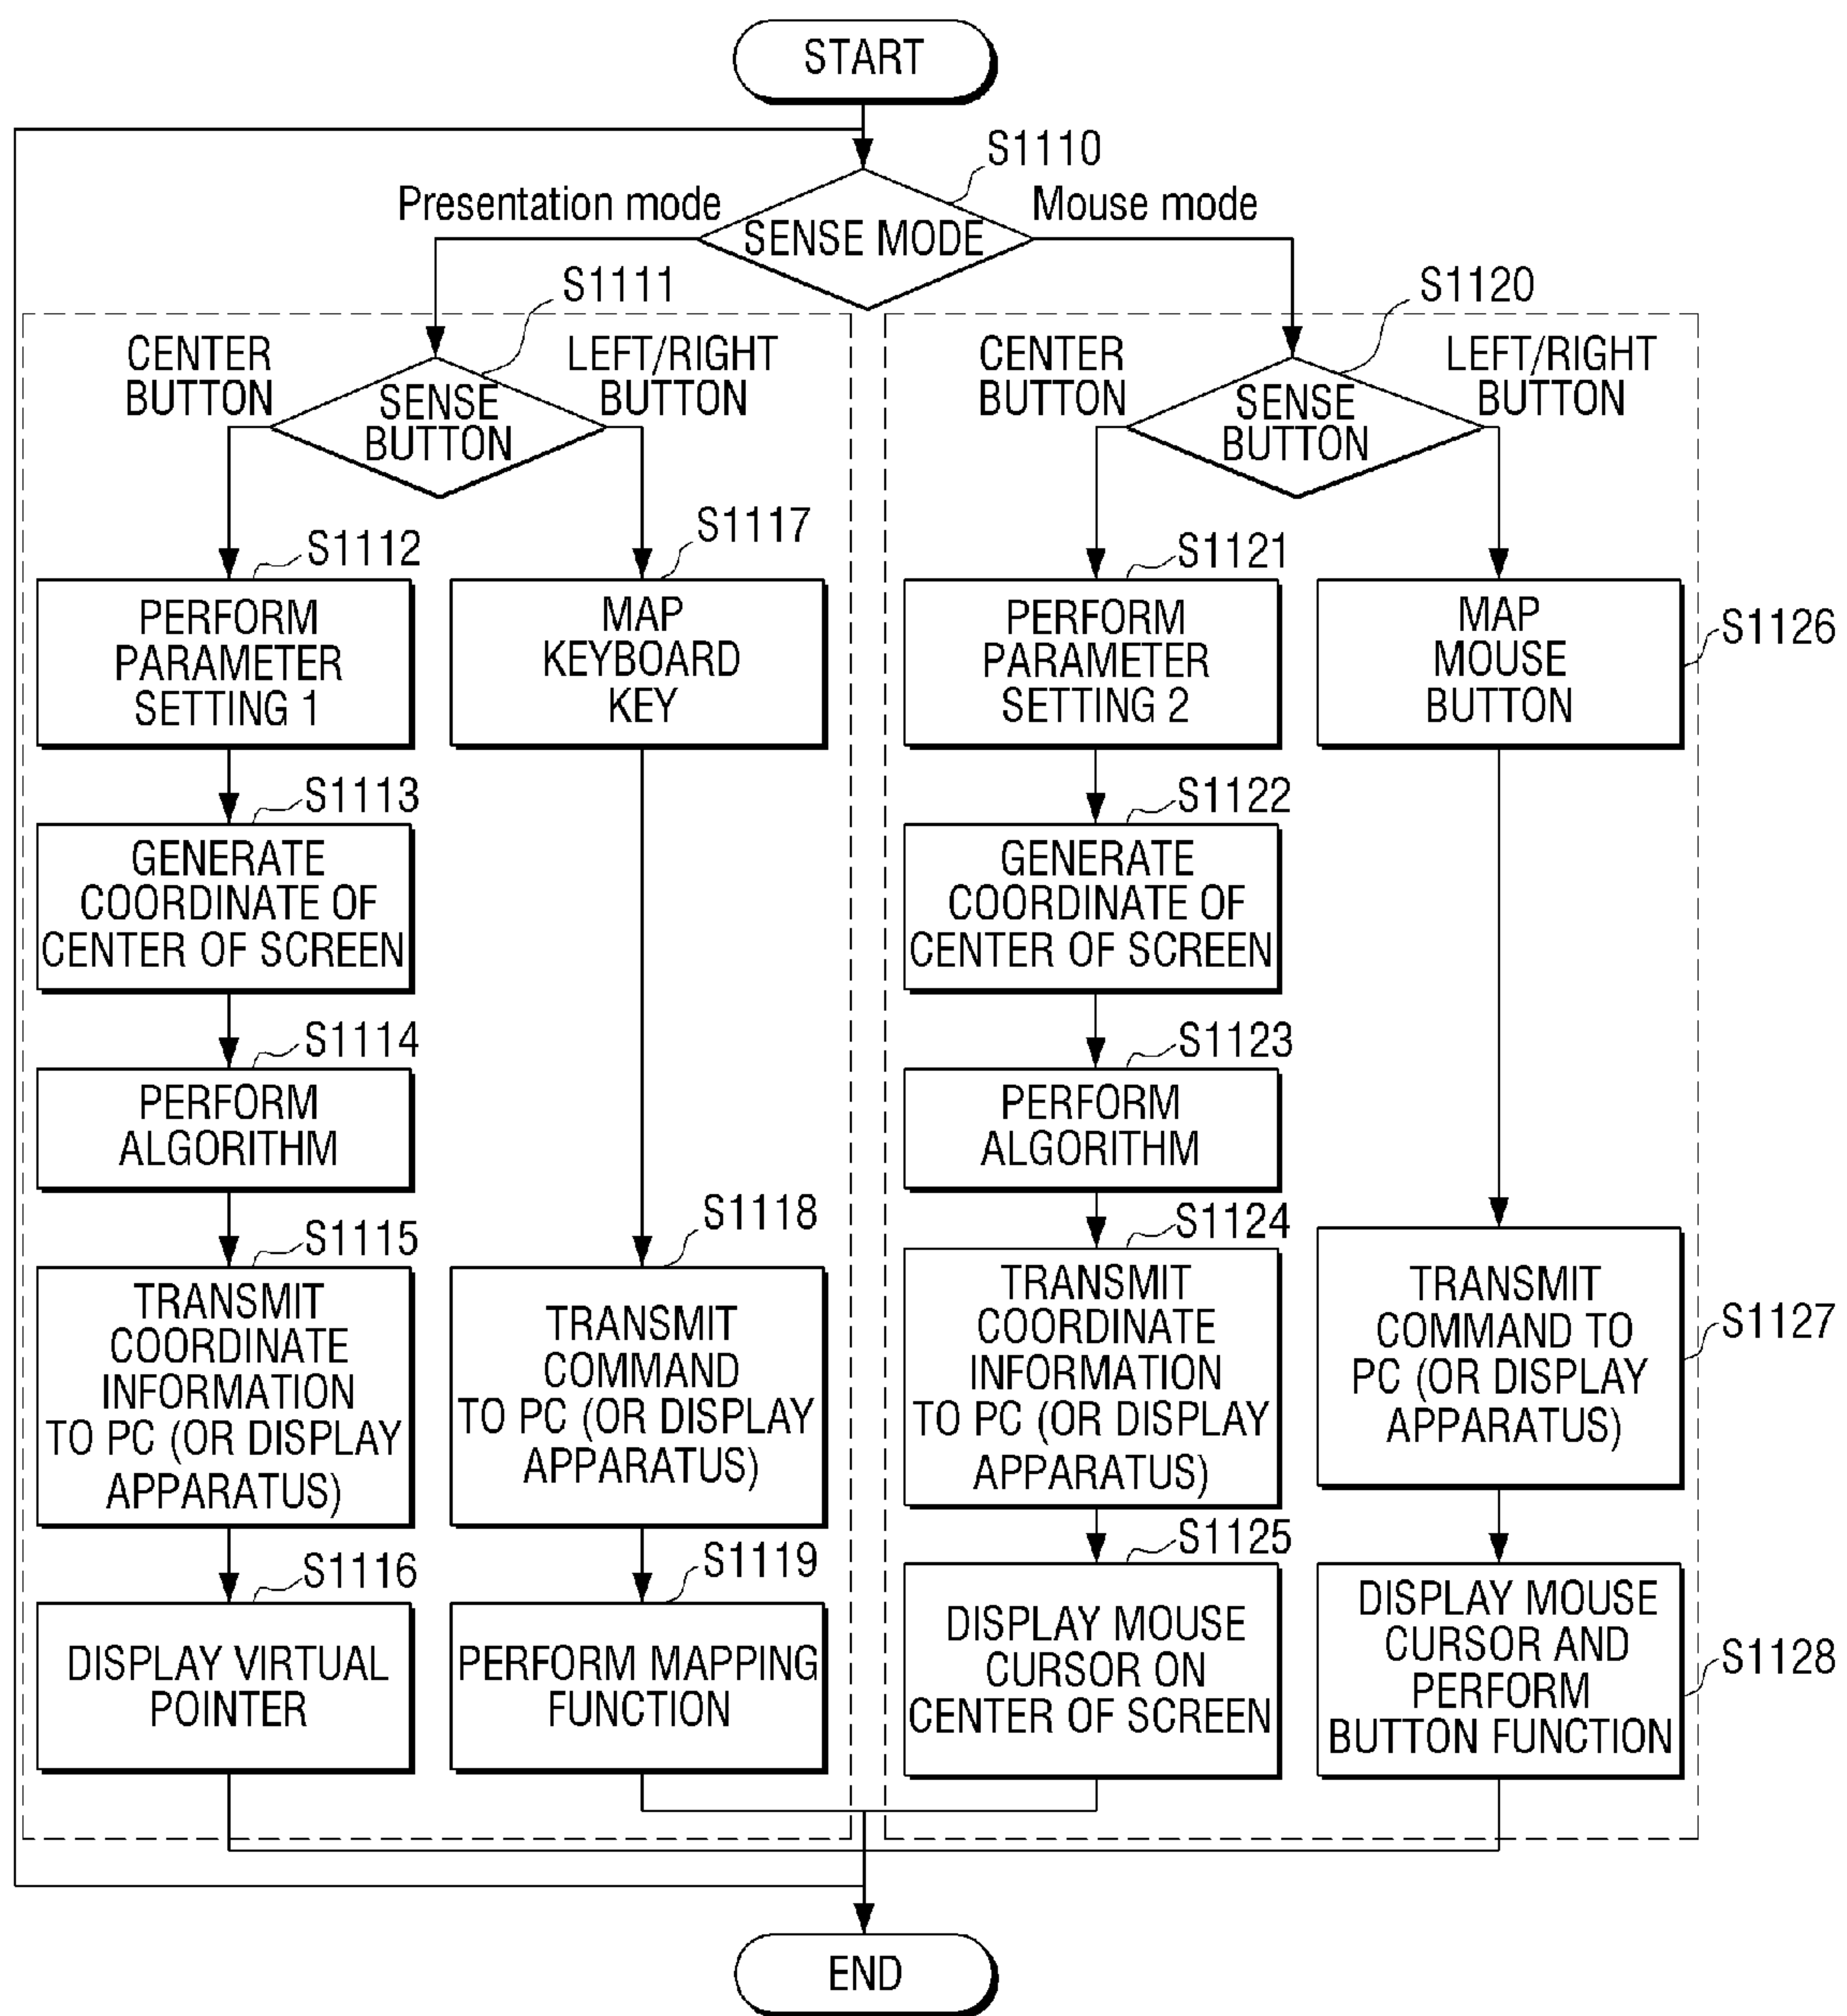 START
S1110
Presentation mode
SENSE MODE
Mouse mode
S1111
CENTER
BUTTON
SENSE
BUTTON
LEFT/RIGHT
BUTTON
S1112
PERFORM
PARAMETER
SETTING 1
S1113
GENERATE
COORDINATE OF
CENTER OF SCREEN
S1114
PERFORM
ALGORITHM
S1115
TRANSMIT
COORDINATE
INFORMATION
TO PC (OR DISPLAY
APPARATUS)
S1116
DISPLAY VIRTUAL
POINTER
S1117
MAP
KEYBOARD
KEY
S1118
TRANSMIT
COMMAND
TO PC (OR DISPLAY
APPARATUS)
S1119
PERFORM MAPPING
FUNCTION
S1120
CENTER
BUTTON
SENSE
BUTTON
LEFT/RIGHT
BUTTON
S1121
PERFORM
PARAMETER
SETTING 2
S1122
GENERATE
COORDINATE OF
CENTER OF SCREEN
S1123
PERFORM
ALGORITHM
S1124
TRANSMIT
COORDINATE
INFORMATION
TO PC (OR DISPLAY
APPARATUS)
S1125
DISPLAY MOUSE
CURSOR ON
CENTER OF SCREEN
MAP
MOUSE
BUTTON
S1126
TRANSMIT
COMMAND TO
PC (OR DISPLAY
APPARATUS)
S1127
DISPLAY MOUSE
CURSOR AND
PERFORM
BUTTON FUNCTION
S1128
END